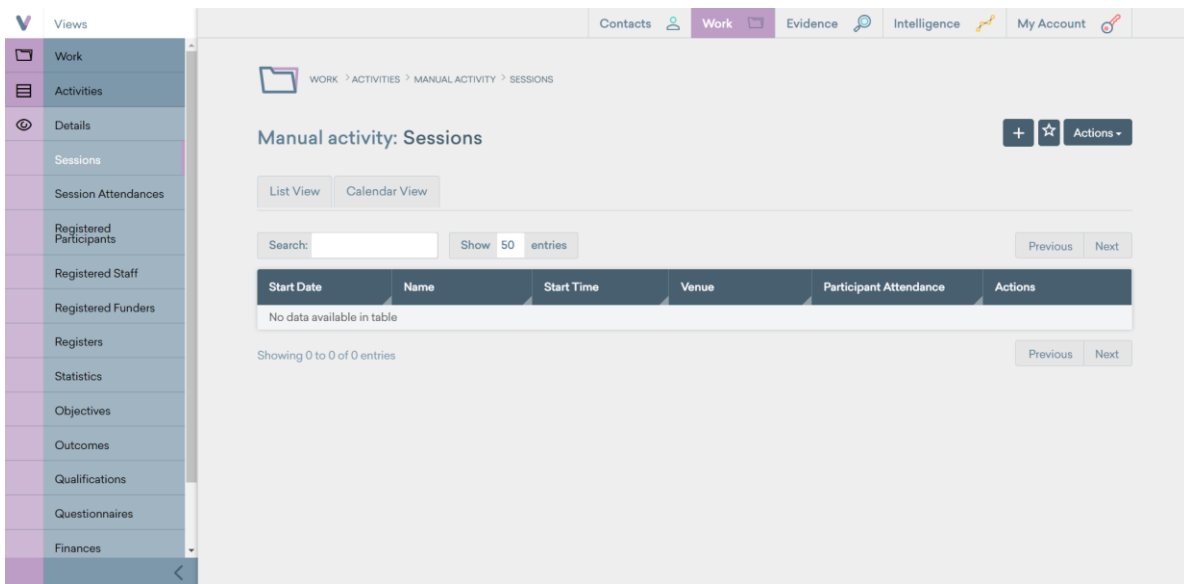 Views
Contacts
Work
Evidence
Intelligence
My Account
Work
Activities
Details
Sessions
Session Attendances
Registered
Participants
Registered Staff
Registered Funders
Registers
Statistics
Objectives
Outcomes
Qualifications
Questionnaires
Finances
WORK > ACTIVITIES > MANUAL ACTIVITY > SESSIONS
Manual activity: Sessions
+ Actions
List View Calendar View
Search: Show 50 entries Previous Next
Start Date Name Start Time Venue Participant Attendance Actions
No data available in table
Showing 0 to 0 of 0 entries Previous Next